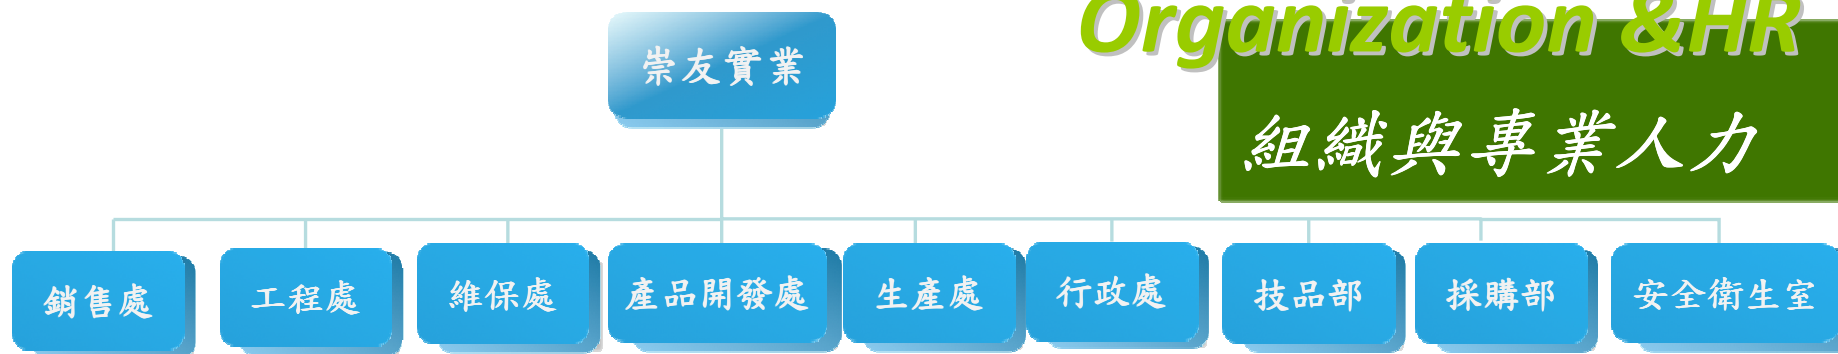 Organization &HR
組織與專業人力
崇友實業
銷售處
工程處
維保處
產品開發處
生產處
行政處
技品部
採購部
安全衛生室